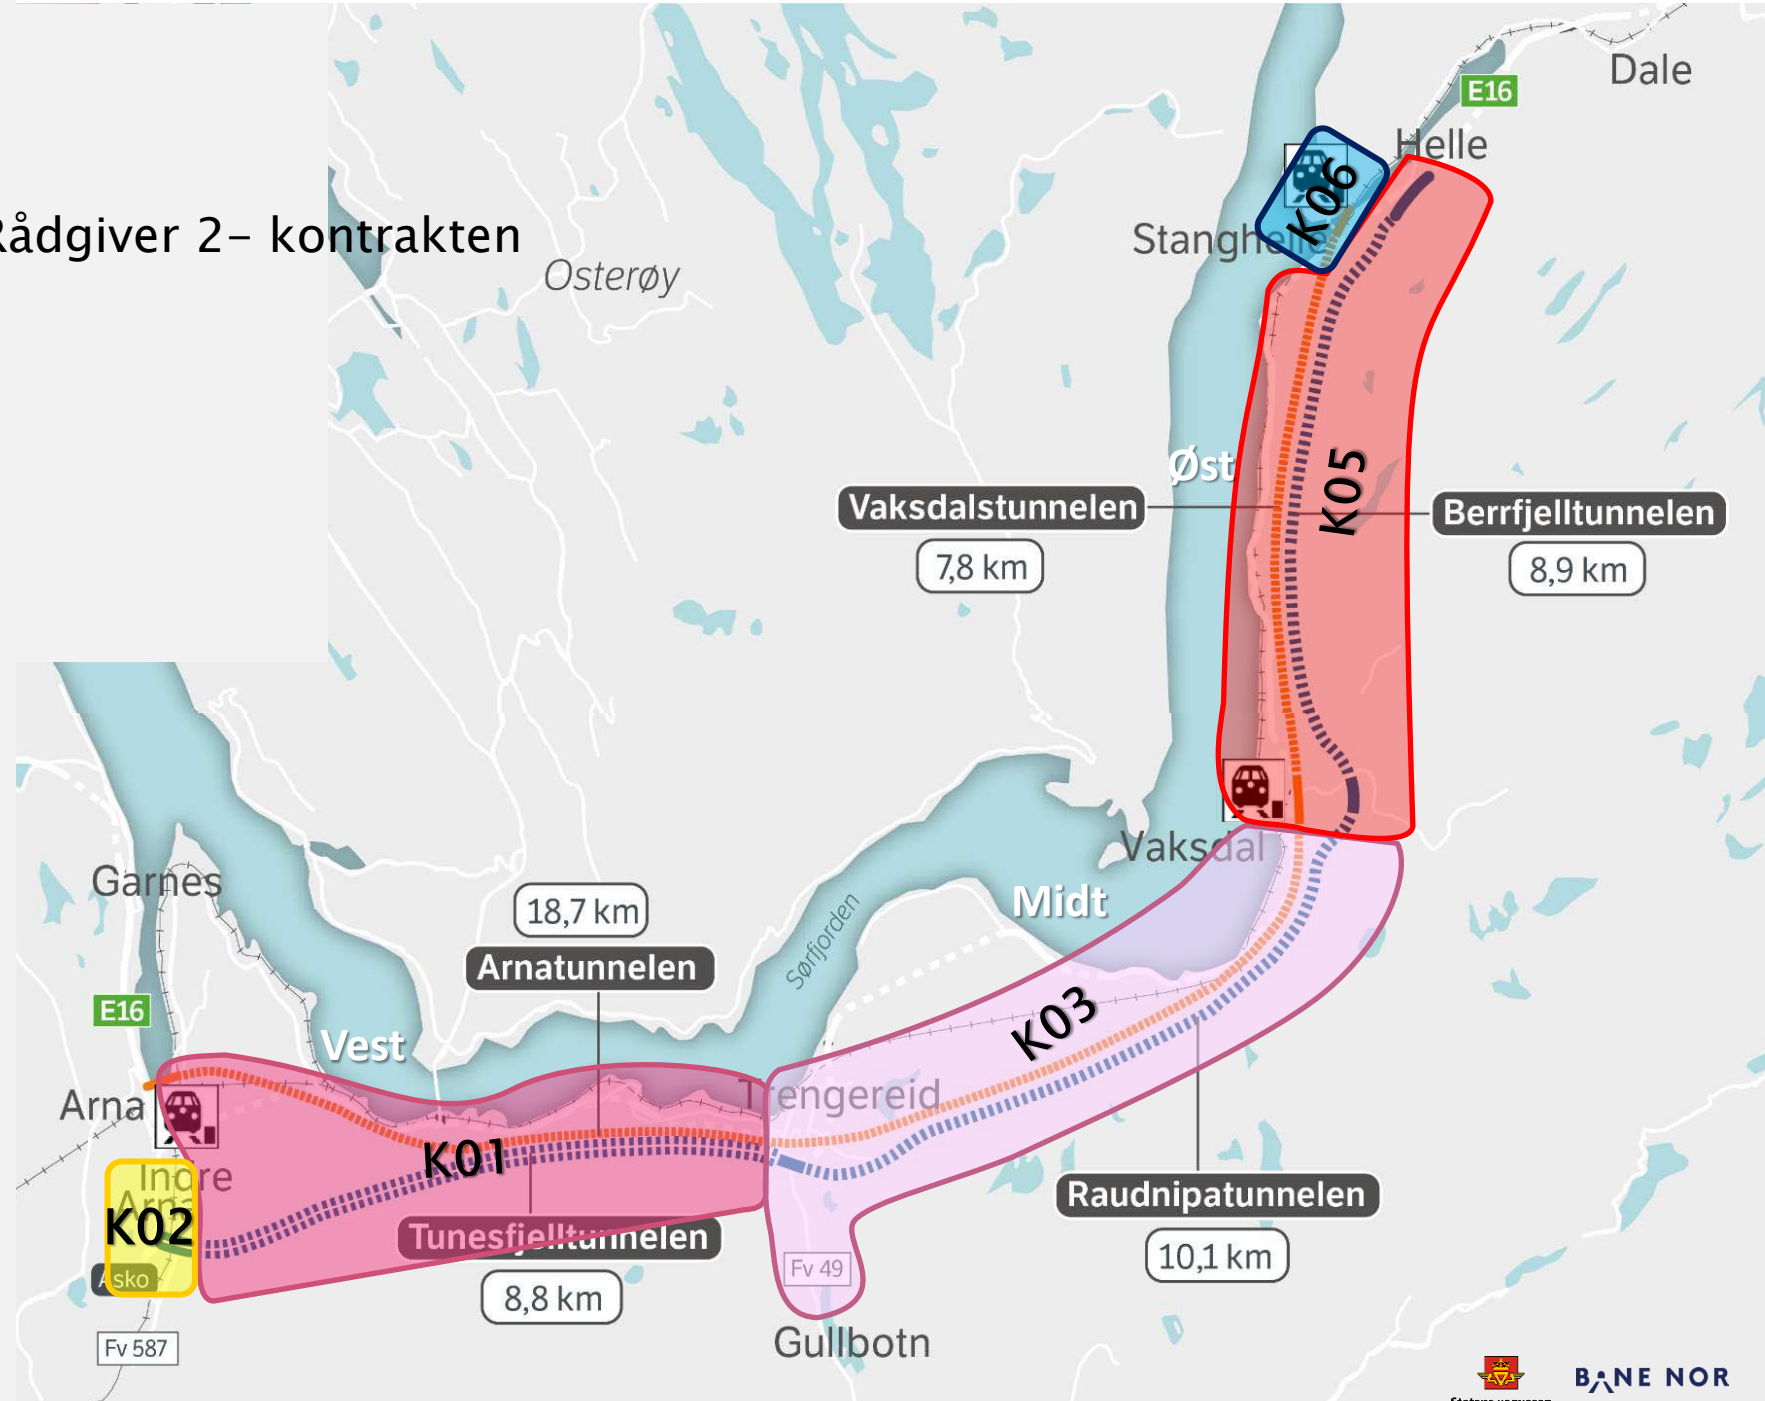 Dale
E16
Helle
K06
Rådgiver 2- kontrakten
Stanghelle
Osterøy
Øst
K05
Vaksdalstunnelen
7,8 km
Berrfjelltunnelen
8,9 km
Vaksdal
Garnes
Midt
18,7 km
Arnatunnelen
Sørfjorden
E16
Vest
K03
Arna
Trengereid
K01
Indre
Arna
K02
Raudnipatunnelen
Tunesfjelltunnelen
10,1 km
Asko
Fv 49
8,8 km
Fv 587
Gullbotn
BANE NOR